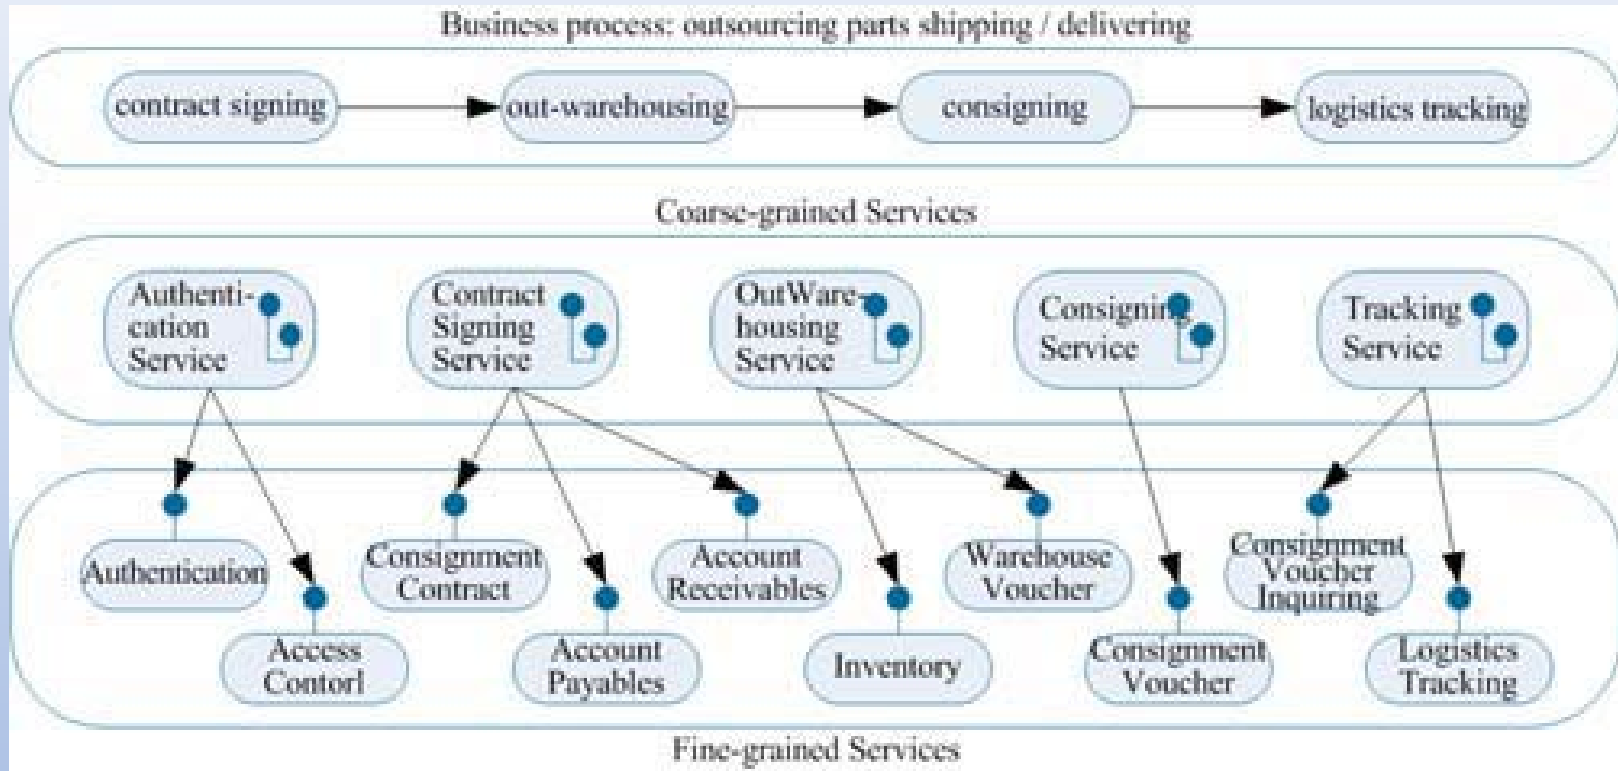 Business process: outsourcing parts shipping / delivering
contract signing
out-warehousing
consigning
logistics tracking
Coarse-grained Services
Authenti-
cation
Service
Contract
Signing
Service
OutWare-
housing
Service
Consigning
Service
Tracking
Service
Authentication
Consignment
Contract
Account
Receivables
Warehouse
Voucher
Consignment
Voucher
Inquiring
Access
Contorl
Account
Payables
Inventory
Consignment
Voucher
Logistics
Tracking
Fine-grained Services